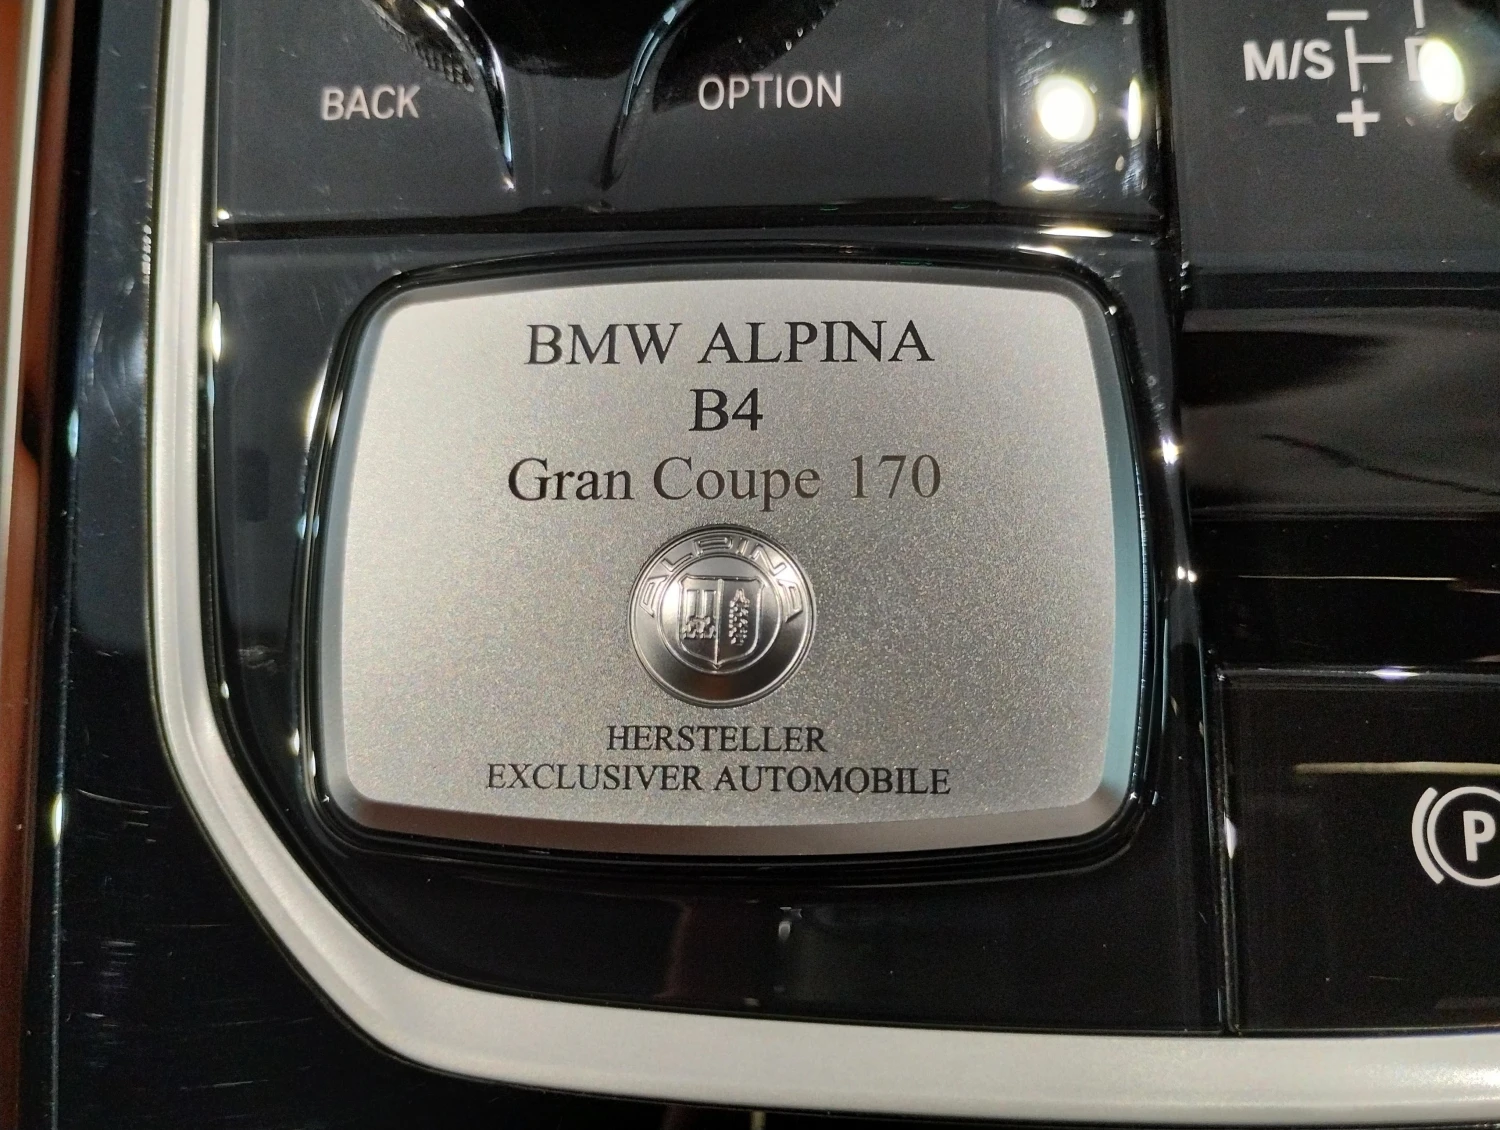 BACK
OPTION
M/S
−
+
BMW ALPINA
B4
Gran Coupe 170
ALPINA
HERSTELLER
EXCLUSIVER AUTOMOBILE
P